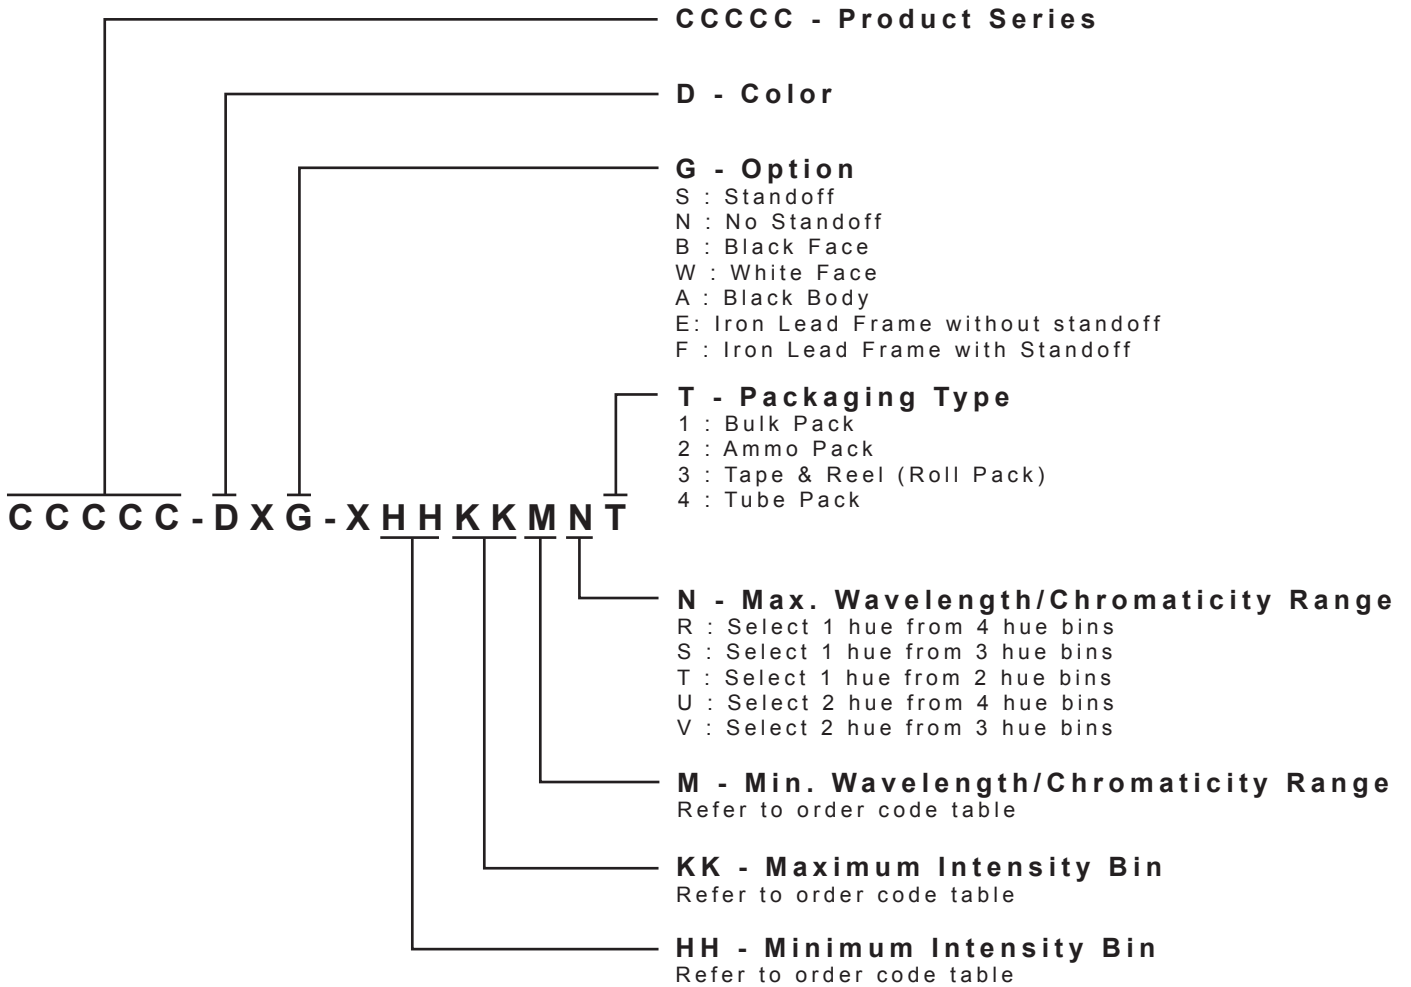 CCCCC - Product Series
D - Color
G - Option
S : Standoff
N : No Standoff
B : Black Face
W : White Face
A : Black Body
E: Iron Lead Frame without standoff
F : Iron Lead Frame with Standoff
T - Packaging Type
1 : Bulk Pack
2 : Ammo Pack
3 : Tape & Reel (Roll Pack)
4 : Tube Pack
CCCCC-DXG-XHHKKMNT
N - Max. Wavelength/Chromaticity Range
R : Select 1 hue from 4 hue bins
S : Select 1 hue from 3 hue bins
T : Select 1 hue from 2 hue bins
U : Select 2 hue from 4 hue bins
V : Select 2 hue from 3 hue bins
M - Min. Wavelength/Chromaticity Range
Refer to order code table
KK - Maximum Intensity Bin
Refer to order code table
HH - Minimum Intensity Bin
Refer to order code table